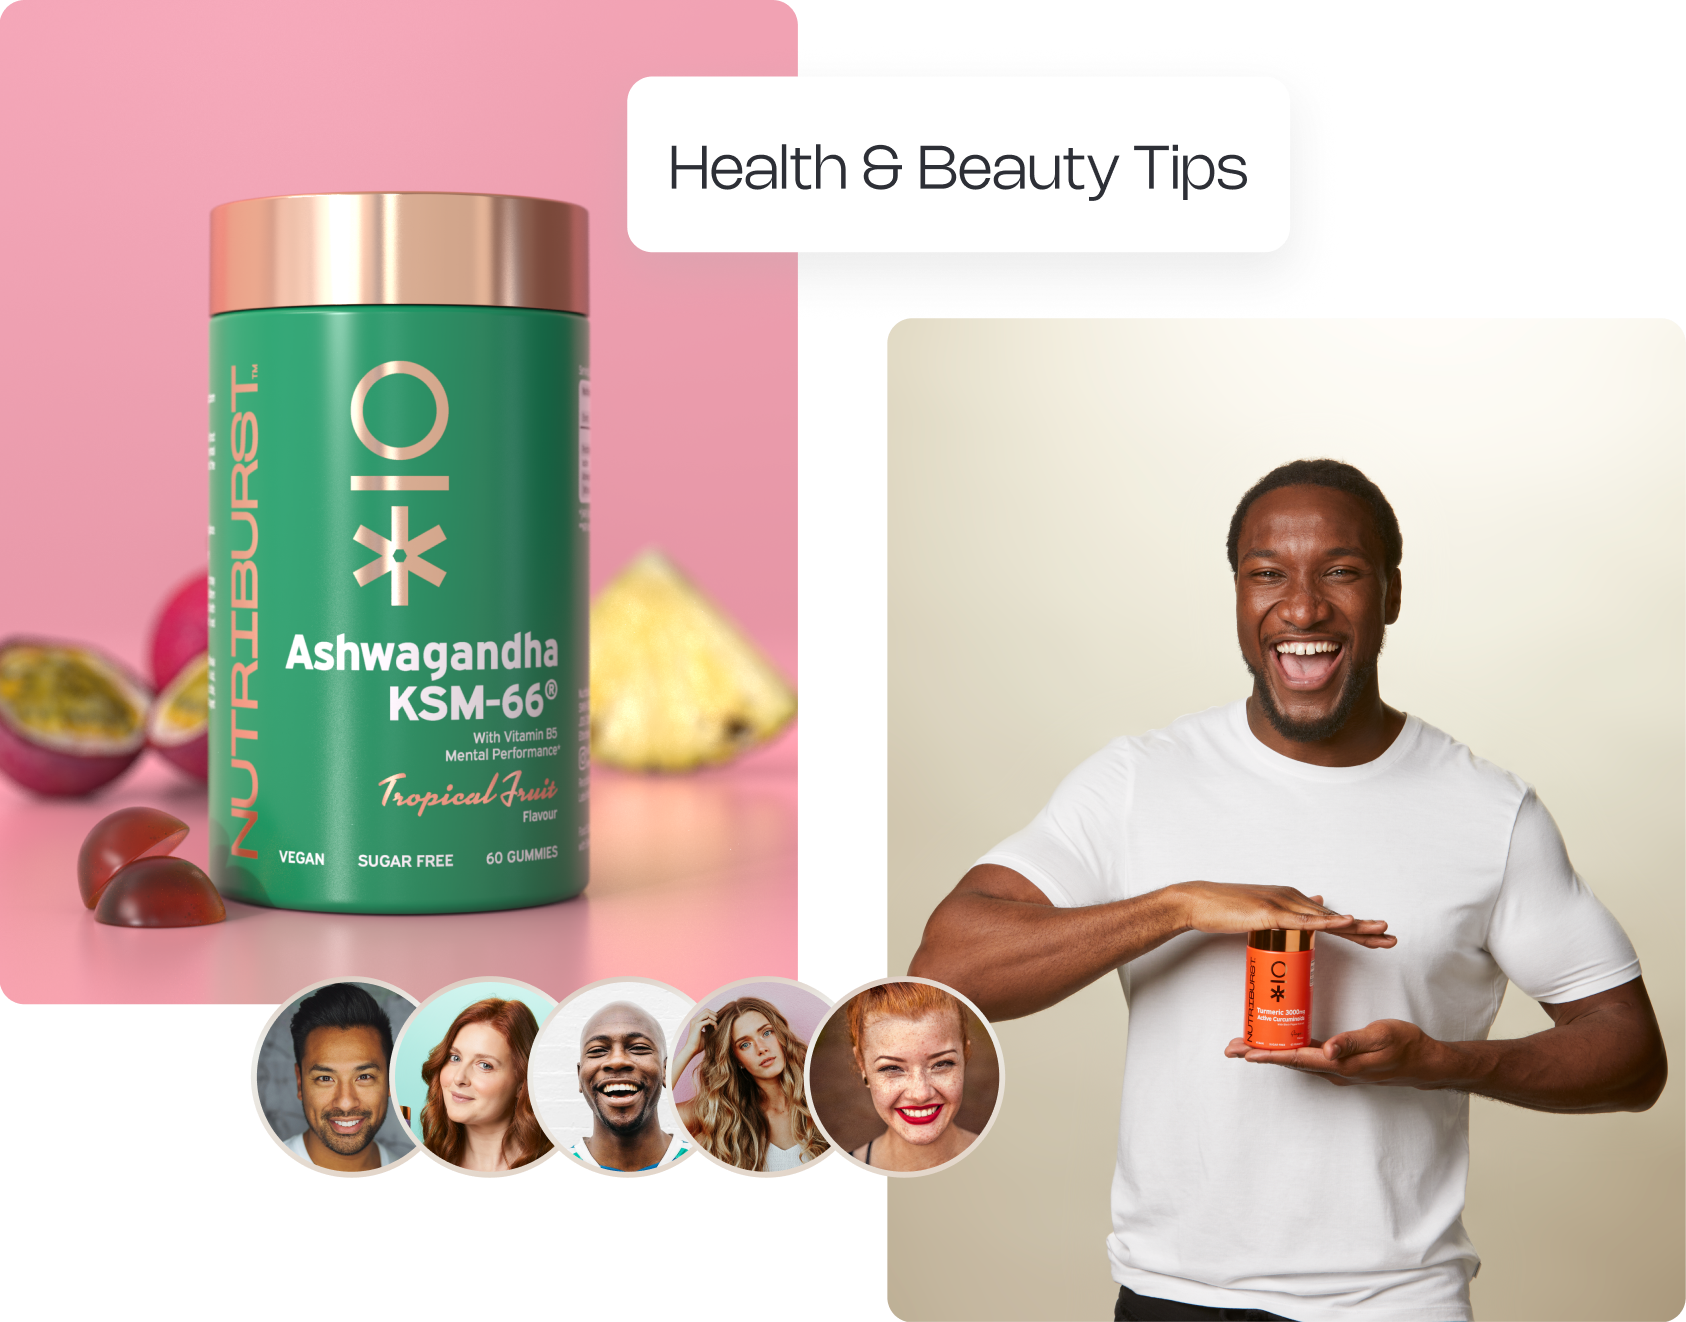 Health & Beauty Tips
NUTRIBURST™
Ashwagandha
KSM-66®
With Vitamin B5
Mental Performance*
Tropical Fruit
Flavour
VEGAN SUGAR FREE 60 GUMMIES
NUTRIBURST
Turmeric 3000mg
Active Curcuminoids